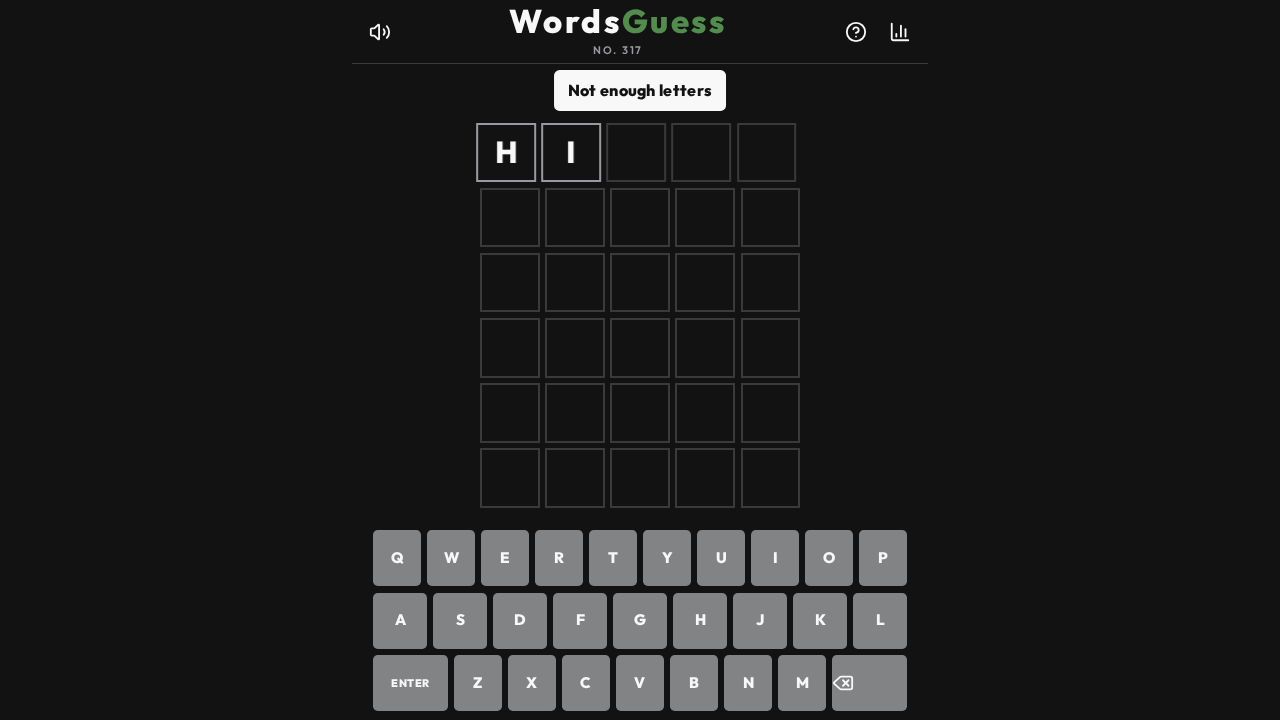 WordsGuess
NO. 317
Not enough letters
H I
Q W E R T Y U I O P
A S D F G H J K L
ENTER Z X C V B N M